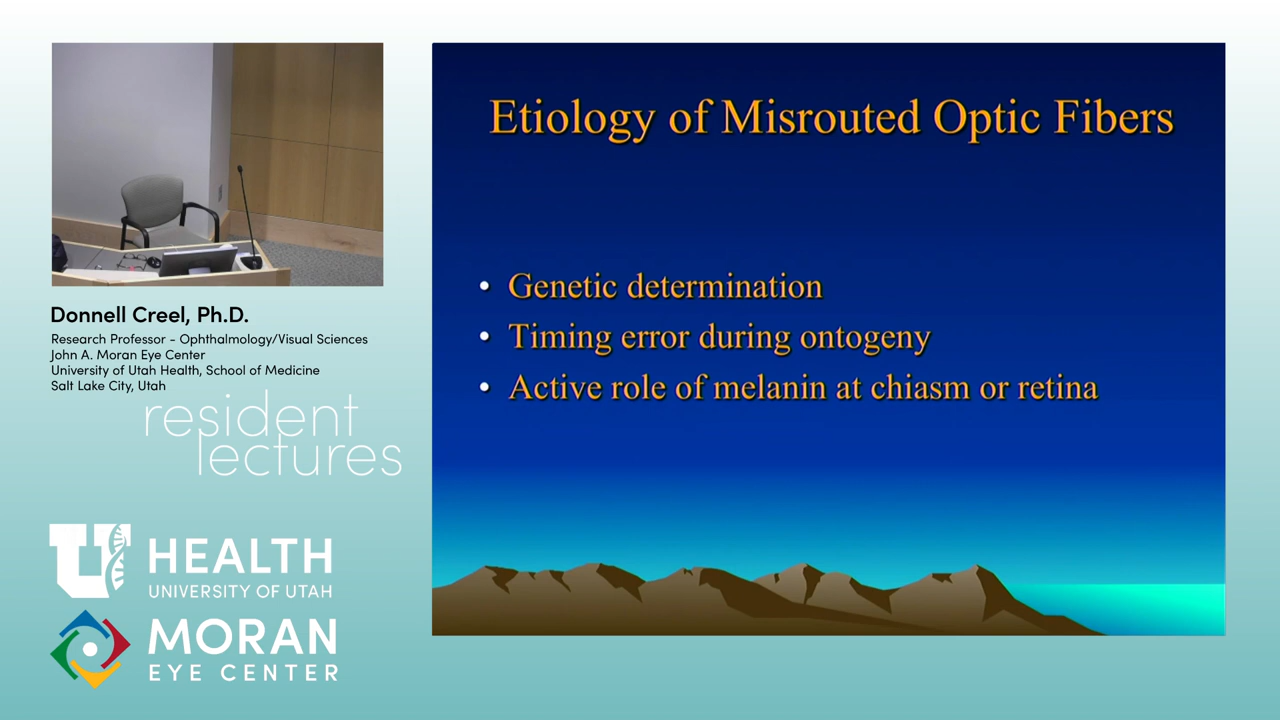 Etiology of Misrouted Optic Fibers
• Genetic determination
• Timing error during ontogeny
• Active role of melanin at chiasm or retina
Donnell Creel, Ph.D.
Research Professor - Ophthalmology/Visual Sciences
John A. Moran Eye Center
University of Utah Health, School of Medicine
Salt Lake City, Utah
resident
lectures
U HEALTH
UNIVERSITY OF UTAH
MORAN
EYE CENTER